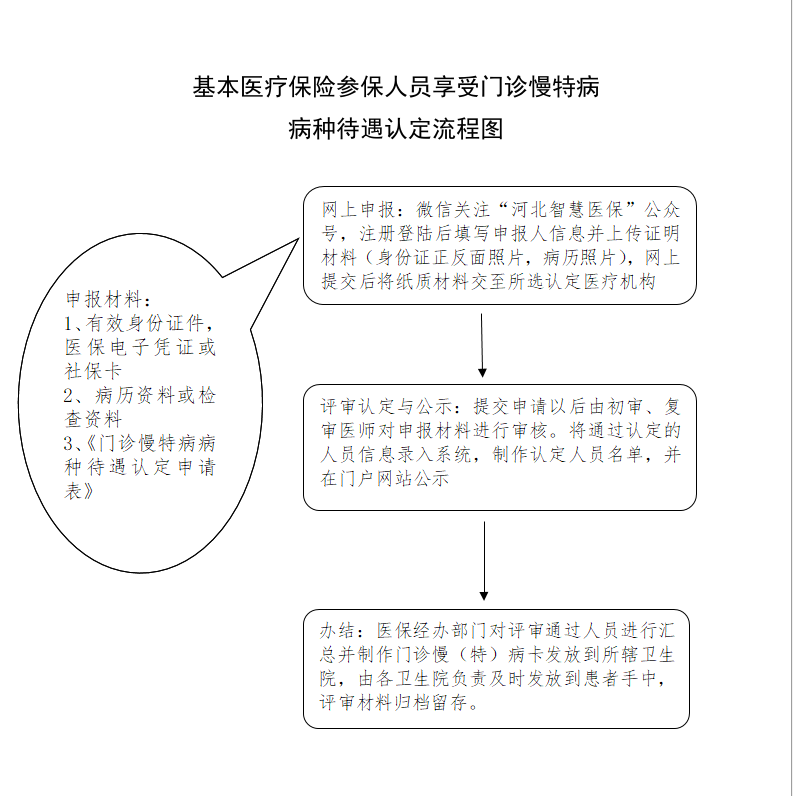 基本医疗保险参保人员享受门诊慢特病
病种待遇认定流程图
网上申报：微信关注“河北智慧医保”公众
号，注册登陆后填写申报人信息并上传证明
材料（身份证正反面照片，病历照片），网上
提交后将纸质材料交至所选认定医疗机构
申报材料：
1、有效身份证件，
医保电子凭证或
社保卡
2、病历资料或检
查资料
3、《门诊慢特病病
种待遇认定申请
表》
评审认定与公示：提交申请以后由初审、复
审医师对申报材料进行审核。将通过认定的
人员信息录入系统，制作认定人员名单，并
在门户网站公示
办结：医保经办部门对评审通过人员进行汇
总并制作门诊慢（特）病卡发放到所辖卫生
院，由各卫生院负责及时发放到患者手中，
评审材料归档留存。